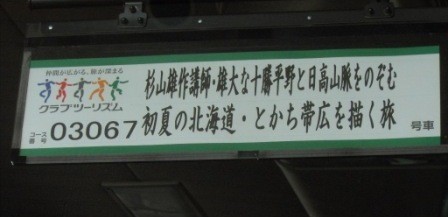 仲間が広がる、旅が深まる
クラブツーリズム
コース番号 03067
杉山雄作講師・雄大な十勝平野と日高山脈をのぞむ
初夏の北海道・とかち帯広を描く旅
号車